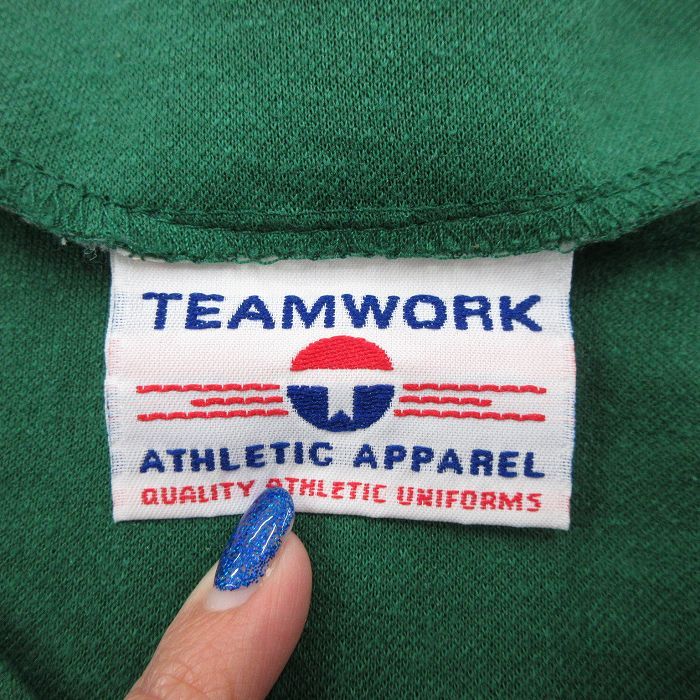 TEAMWORK
ATHLETIC APPAREL
QUALITY ATHLETIC UNIFORMS